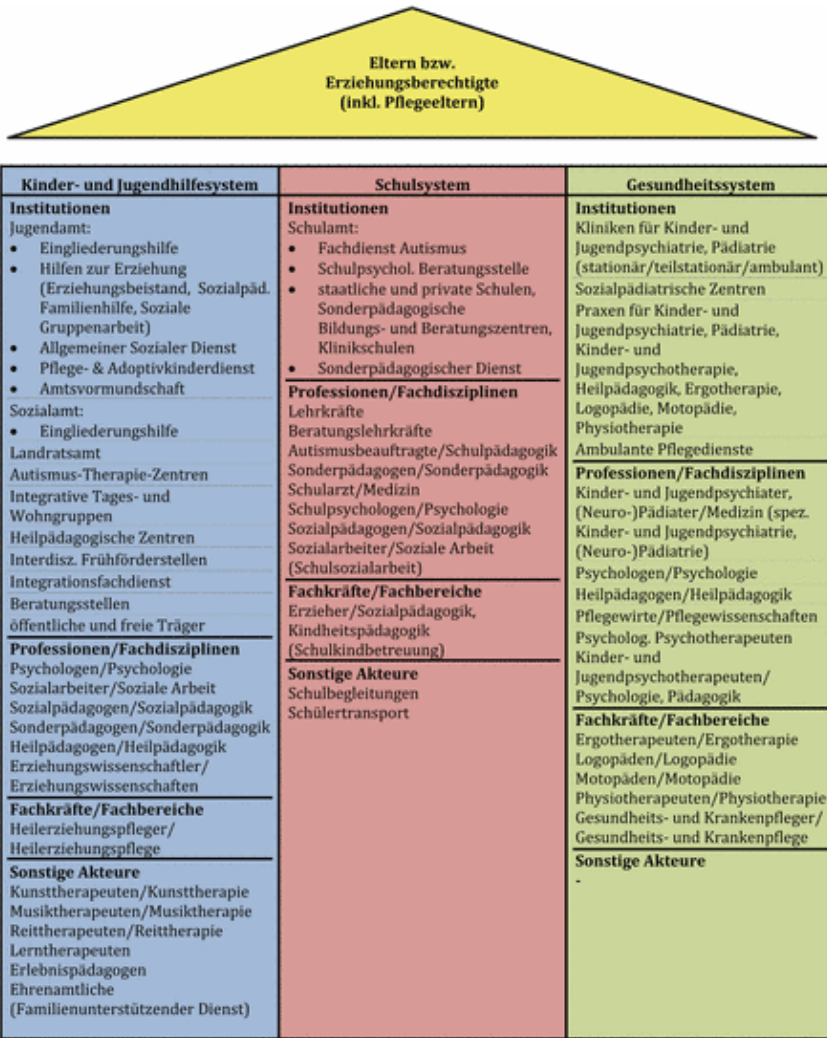 Eltern bzw.
Erziehungsberechtigte
(inkl. Pflegeeltern)
Kinder- und Jugendhilfesystem
Institutionen
Jugendamt:
• Eingliederungshilfe
• Hilfen zur Erziehung
(Erziehungsbeistand, Sozialpäd.
Familienhilfe, Soziale
Gruppenarbeit)
• Allgemeiner Sozialer Dienst
• Pflege- & Adoptivkinderdienst
• Amtsvormundschaft
Sozialamt:
• Eingliederungshilfe
Landratsamt
Autismus-Therapie-Zentren
Integrative Tages- und
Wohngruppen
Heilpädagogische Zentren
Interdisz. Frühförderstellen
Integrationsfachdienst
Beratungsstellen
öffentliche und freie Träger
Professionen/Fachdisziplinen
Psychologen/Psychologie
Sozialarbeiter/Soziale Arbeit
Sozialpädagogen/Sozialpädagogik
Sonderpädagogen/Sonderpädagogik
Heilpädagogen/Heilpädagogik
Erziehungswissenschaftler/
Erziehungswissenschaften
Fachkräfte/Fachbereiche
Heilerziehungspfleger/
Heilerziehungspflege
Sonstige Akteure
Kunsttherapeuten/Kunsttherapie
Musiktherapeuten/Musiktherapie
Reittherapeuten/Reittherapie
Lerntherapeuten
Erlebnispädagogen
Ehrenamtliche
(Familienunterstützender Dienst)
Schulsystem
Institutionen
Schulamt:
• Fachdienst Autismus
• Schulpsychol. Beratungsstelle
• staatliche und private Schulen,
Sonderpädagogische
Bildungs- und Beratungszentren,
Klinikschulen
• Sonderpädagogischer Dienst
Professionen/Fachdisziplinen
Lehrkräfte
Beratungslehrkräfte
Autismusbeauftragte/Schulpädagogik
Sonderpädagogen/Sonderpädagogik
Schularzt/Medizin
Schulpsychologen/Psychologie
Sozialpädagogen/Sozialpädagogik
Sozialarbeiter/Soziale Arbeit
(Schulsozialarbeit)
Fachkräfte/Fachbereiche
Erzieher/Sozialpädagogik,
Kindheitspädagogik
(Schulkindbetreuung)
Sonstige Akteure
Schulbegleitungen
Schülertransport
Gesundheitssystem
Institutionen
Kliniken für Kinder- und
Jugendpsychiatrie, Pädiatrie
(stationär/teilstationär/ambulant)
Sozialpädiatrische Zentren
Praxen für Kinder- und
Jugendpsychiatrie, Pädiatrie,
Kinder- und
Jugendpsychotherapie,
Heilpädagogik, Ergotherapie,
Logopädie, Motopädie,
Physiotherapie
Ambulante Pflegedienste
Professionen/Fachdisziplinen
Kinder- und Jugendpsychiater,
(Neuro-)Pädiater/Medizin (spez.
Kinder- und Jugendpsychiatrie,
(Neuro-)Pädiatrie)
Psychologen/Psychologie
Heilpädagogen/Heilpädagogik
Pflegewirte/Pflegewissenschaften
Psycholog. Psychotherapeuten
Kinder- und
Jugendpsychotherapeuten/
Psychologie, Pädagogik
Fachkräfte/Fachbereiche
Ergotherapeuten/Ergotherapie
Logopäden/Logopädie
Motopäden/Motopädie
Physiotherapeuten/Physiotherapie
Gesundheits- und Krankenpfleger/
Gesundheits- und Krankenpflege
Sonstige Akteure
-